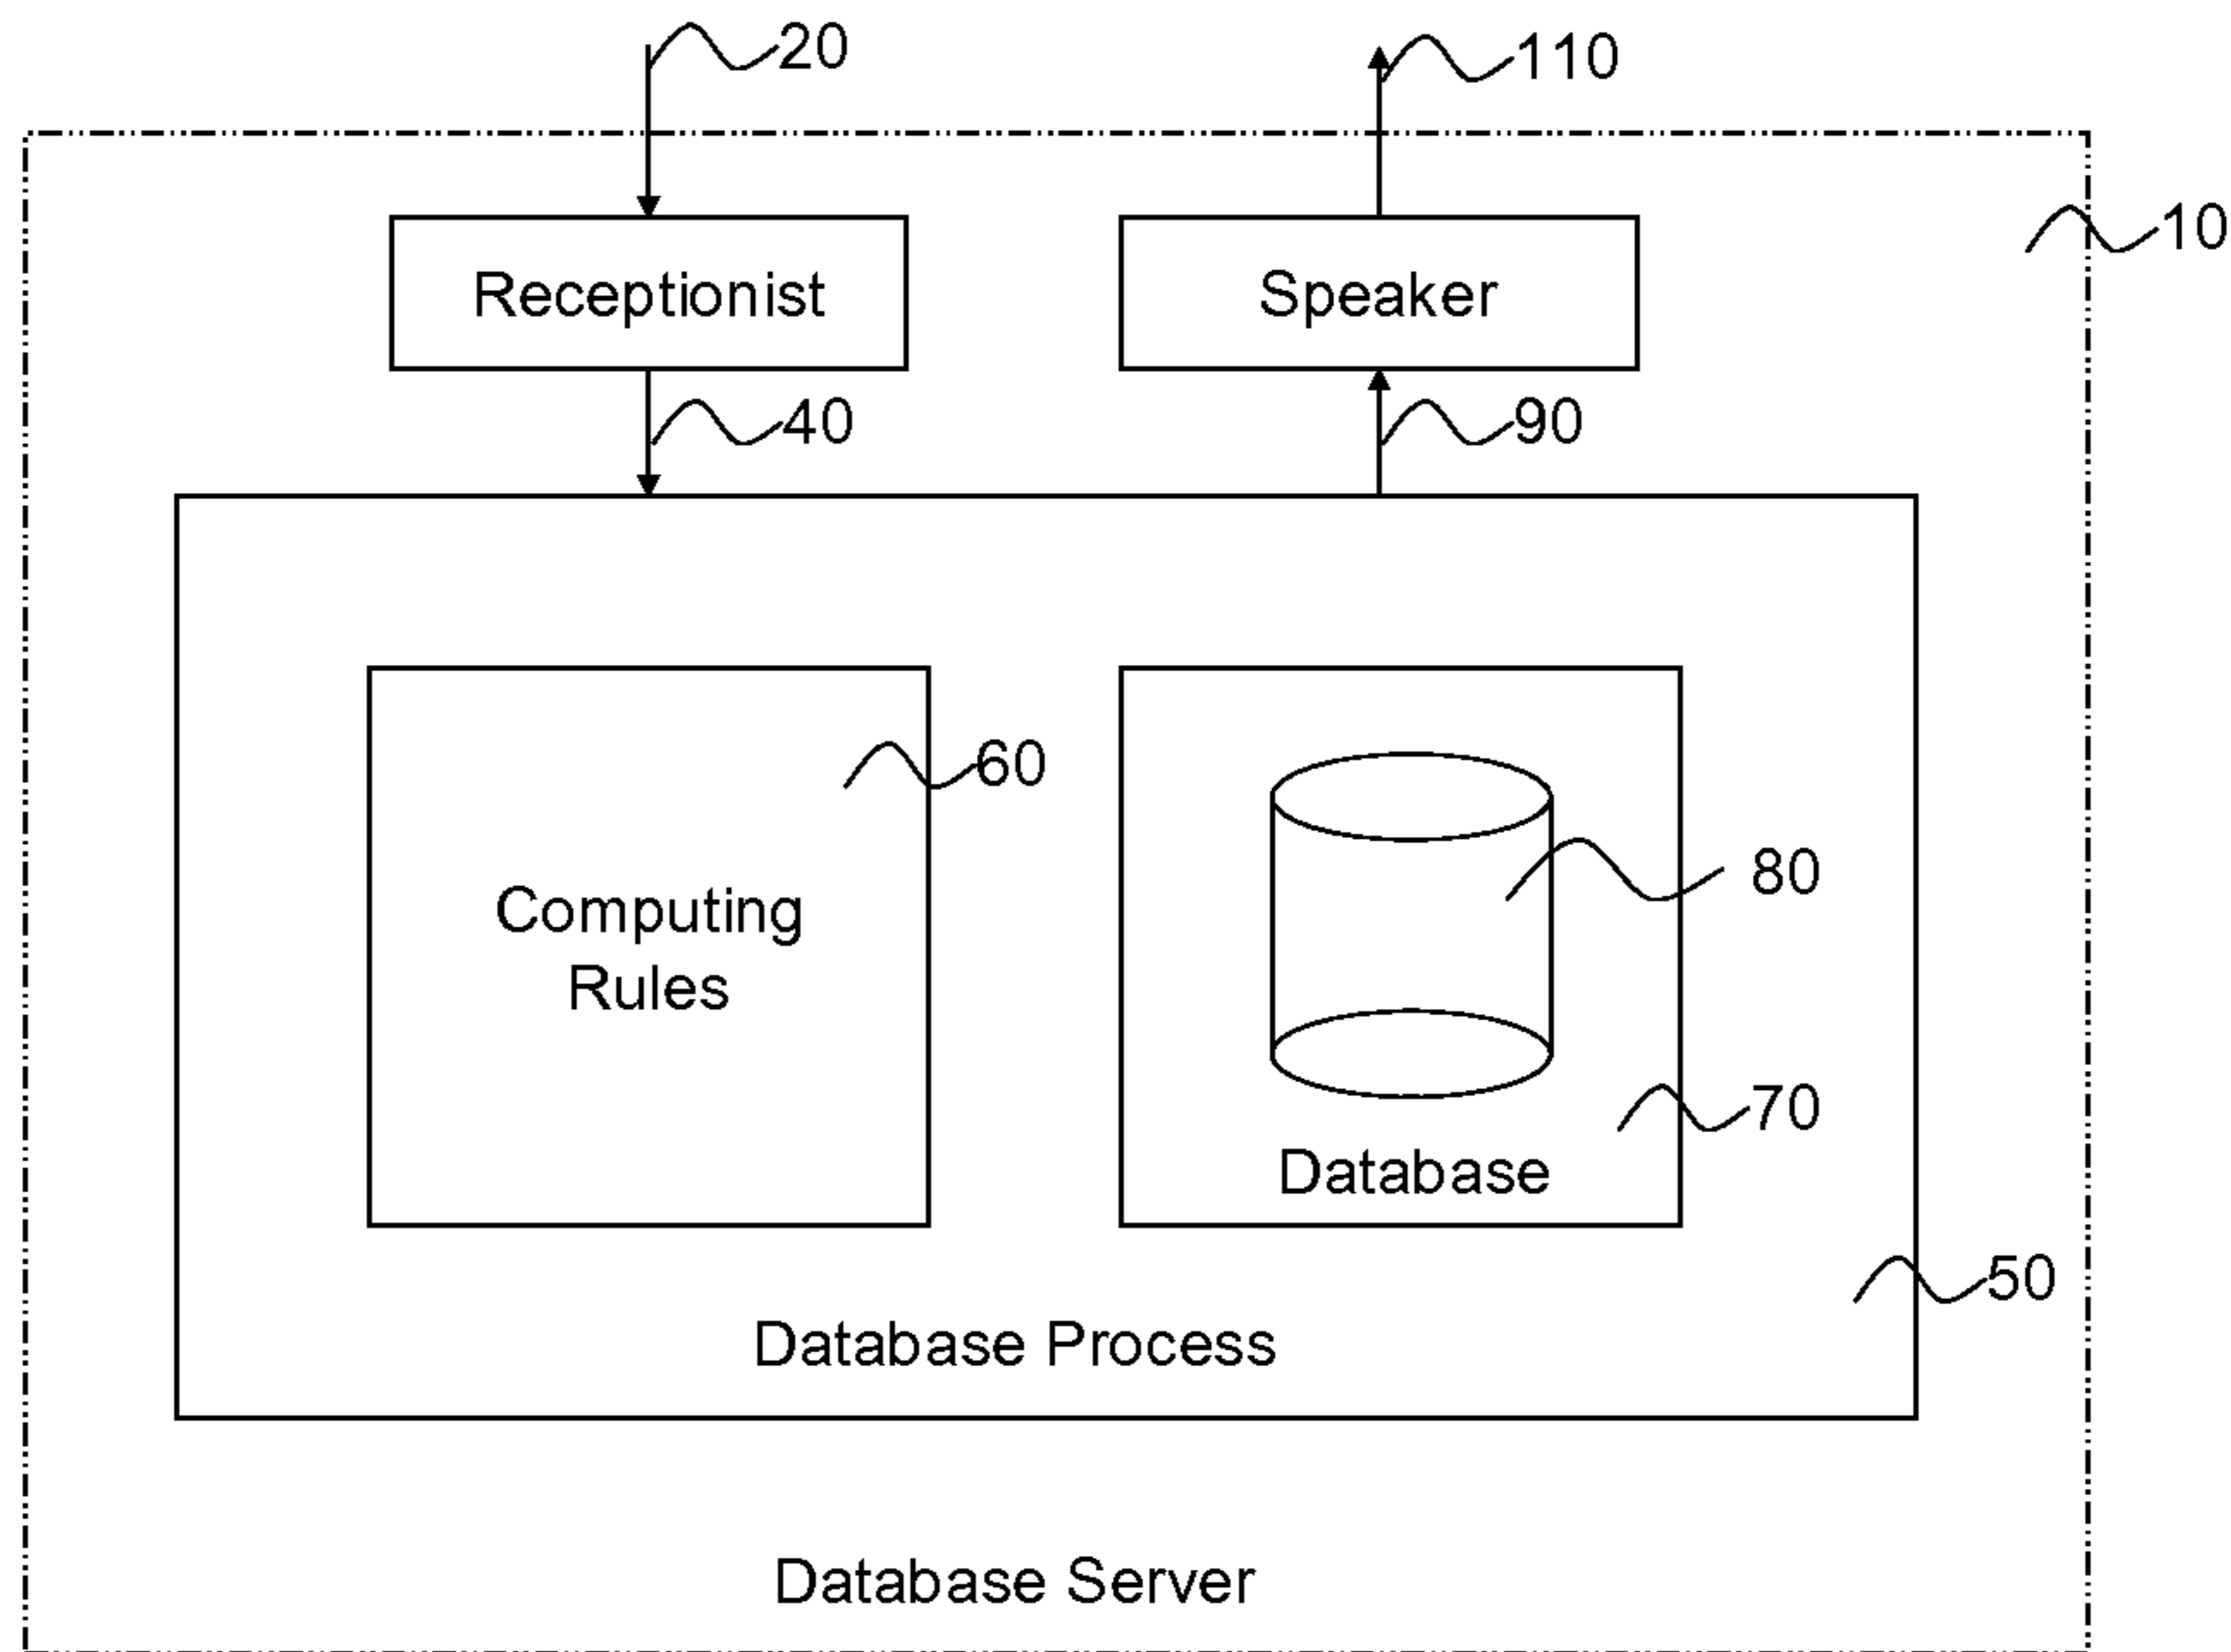 20
110
10
Receptionist
Speaker
40
90
60
80
Computing
Rules
70
Database
50
Database Process
Database Server